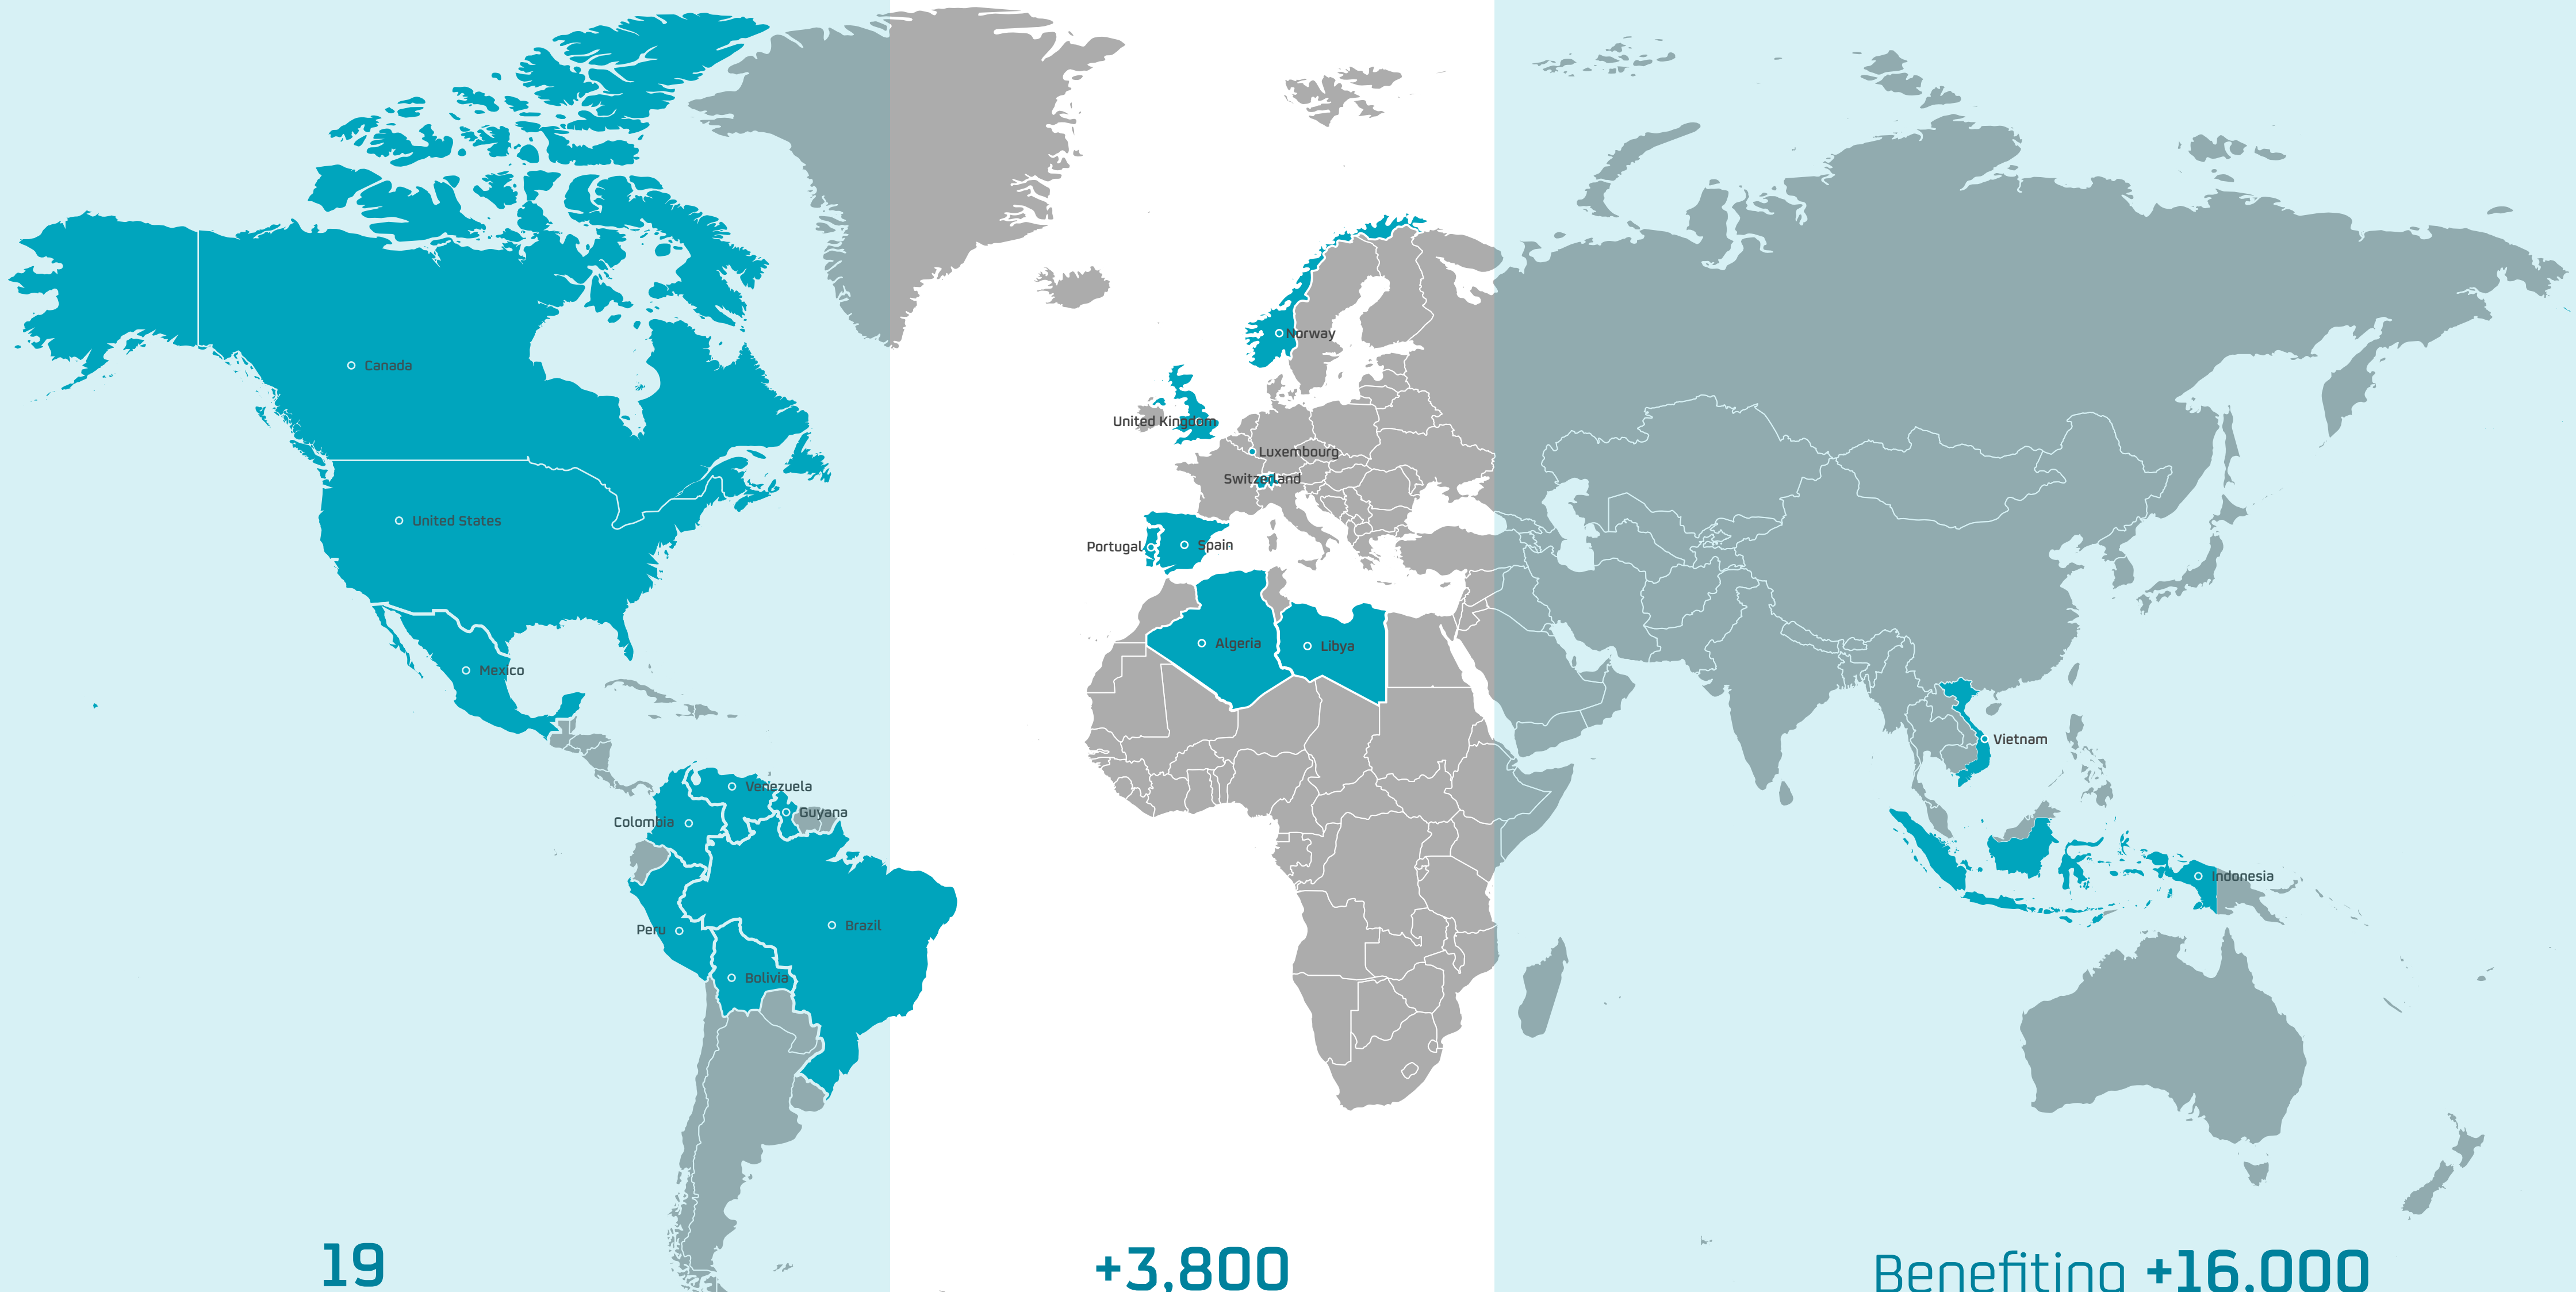 Norway
Canada
United Kingdom
Luxembourg
Switzerland
United States
Portugal
Spain
Algeria
Libya
Mexico
Vietnam
Venezuela
Guyana
Colombia
Indonesia
Brazil
Peru
Bolivia
19
+3,800
Benefiting +16,000